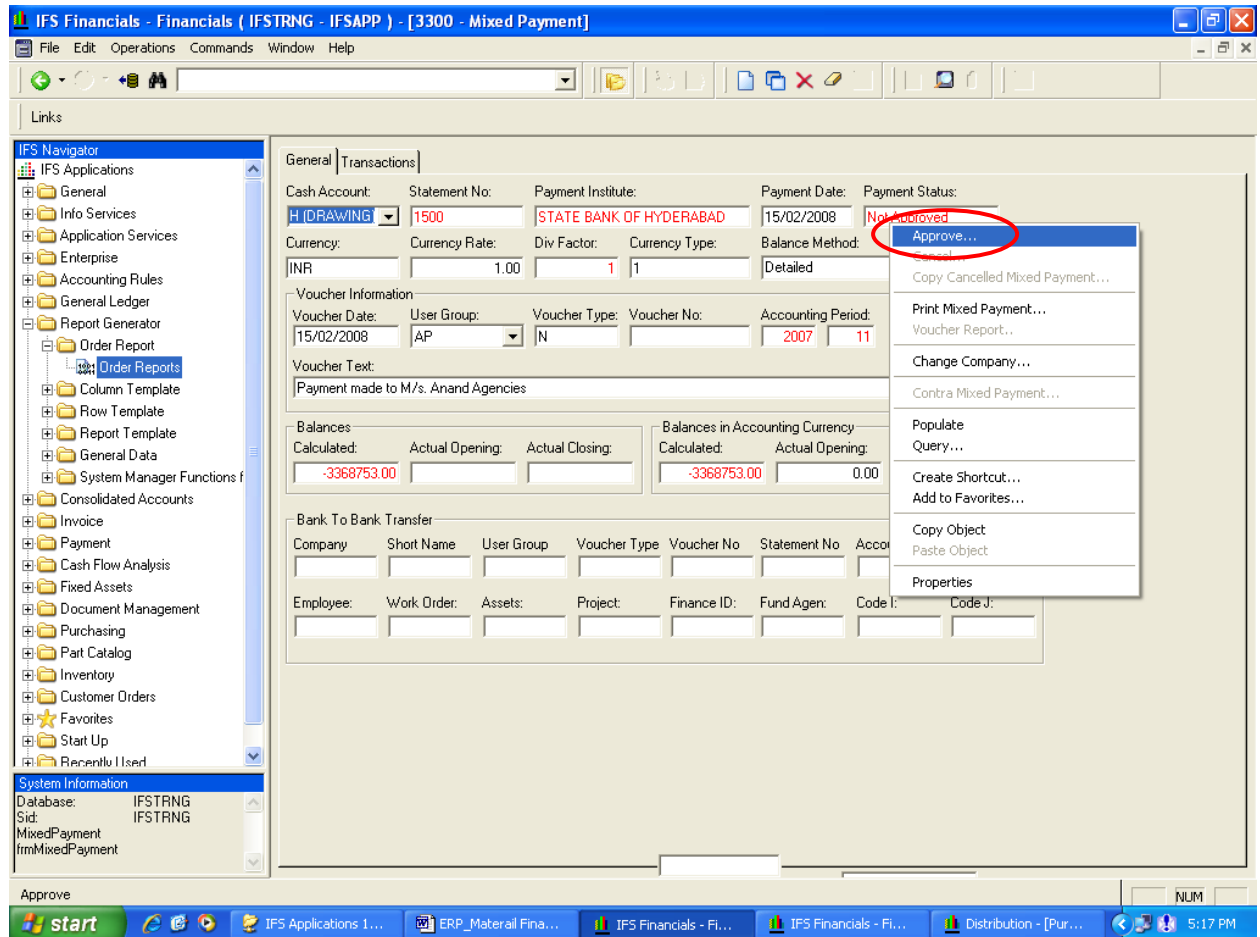 IFS Financials - Financials ( IFSTRNG - IFSAPP ) - [3300 - Mixed Payment]
File Edit Operations Commands Window Help
Links
IFS Navigator
IFS Applications
General
Info Services
Application Services
Enterprise
Accounting Rules
General Ledger
Report Generator
Order Report
Order Reports
Column Template
Row Template
Report Template
General Data
System Manager Functions f
Consolidated Accounts
Invoice
Payment
Cash Flow Analysis
Fixed Assets
Document Management
Purchasing
Part Catalog
Inventory
Customer Orders
Favorites
Start Up
Recently Used
System Information
Database: IFSTRNG
Sid: IFSTRNG
MixedPayment
frmMixedPayment
General Transactions
Cash Account: Statement No: Payment Institute: Payment Date: Payment Status:
H (DRAWING) 1500 STATE BANK OF HYDERABAD 15/02/2008 Not Approved
Currency: Currency Rate: Div Factor: Currency Type: Balance Method:
INR 1.00 1 1 Detailed
Voucher Information
Voucher Date: User Group: Voucher Type: Voucher No: Accounting Period:
15/02/2008 AP N 2007 11
Voucher Text:
Payment made to M/s. Anand Agencies
Balances Balances in Accounting Currency
Calculated: Actual Opening: Actual Closing: Calculated: Actual Opening:
-3368753.00 -3368753.00 0.00
Bank To Bank Transfer
Company Short Name User Group Voucher Type Voucher No Statement No Accou
Employee: Work Order: Assets: Project: Finance ID: Fund Agen: Code I: Code J:
Approve...
Cancel...
Copy Cancelled Mixed Payment...
Print Mixed Payment...
Voucher Report..
Change Company...
Contra Mixed Payment...
Populate
Query...
Create Shortcut...
Add to Favorites...
Copy Object
Paste Object
Properties
Approve NUM
start IFS Applications 1... ERP_Materail Fina... IFS Financials - Fi... IFS Financials - Fi... Distribution - [Pur... 5:17 PM